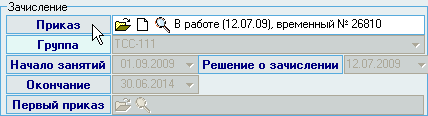 Зачисление
Приказ В работе (12.07.09), временный № 26810
Группа ТСС-111
Начало занятий 01.09.2009 Решение о зачислении 12.07.2009
Окончание 30.06.2014
Первый приказ